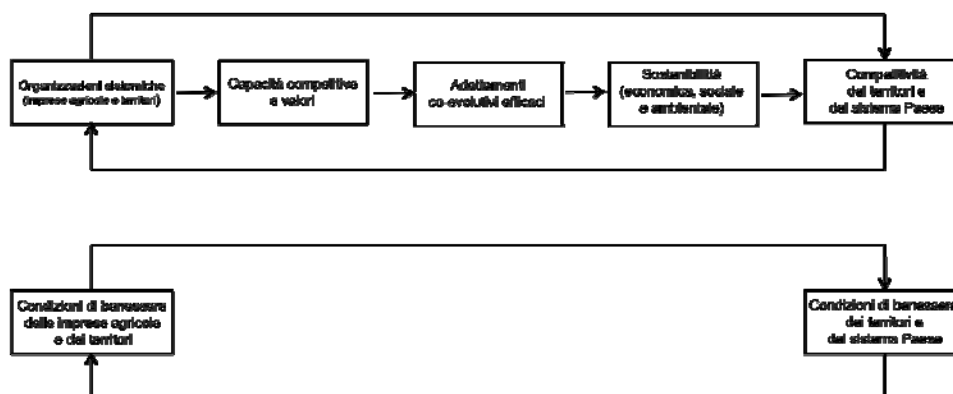 Organizzazioni sistemiche
(imprese agricole e territori)
Capacità competitive
e valori
Adattamenti
co-evolutivi efficaci
Sostenibilità
(economica, sociale
e ambientale)
Competitività
dei territori e
del sistema Paese
Condizioni di benessere
delle imprese agricole
e dei territori
Condizioni di benessere
dei territori e
del sistema Paese